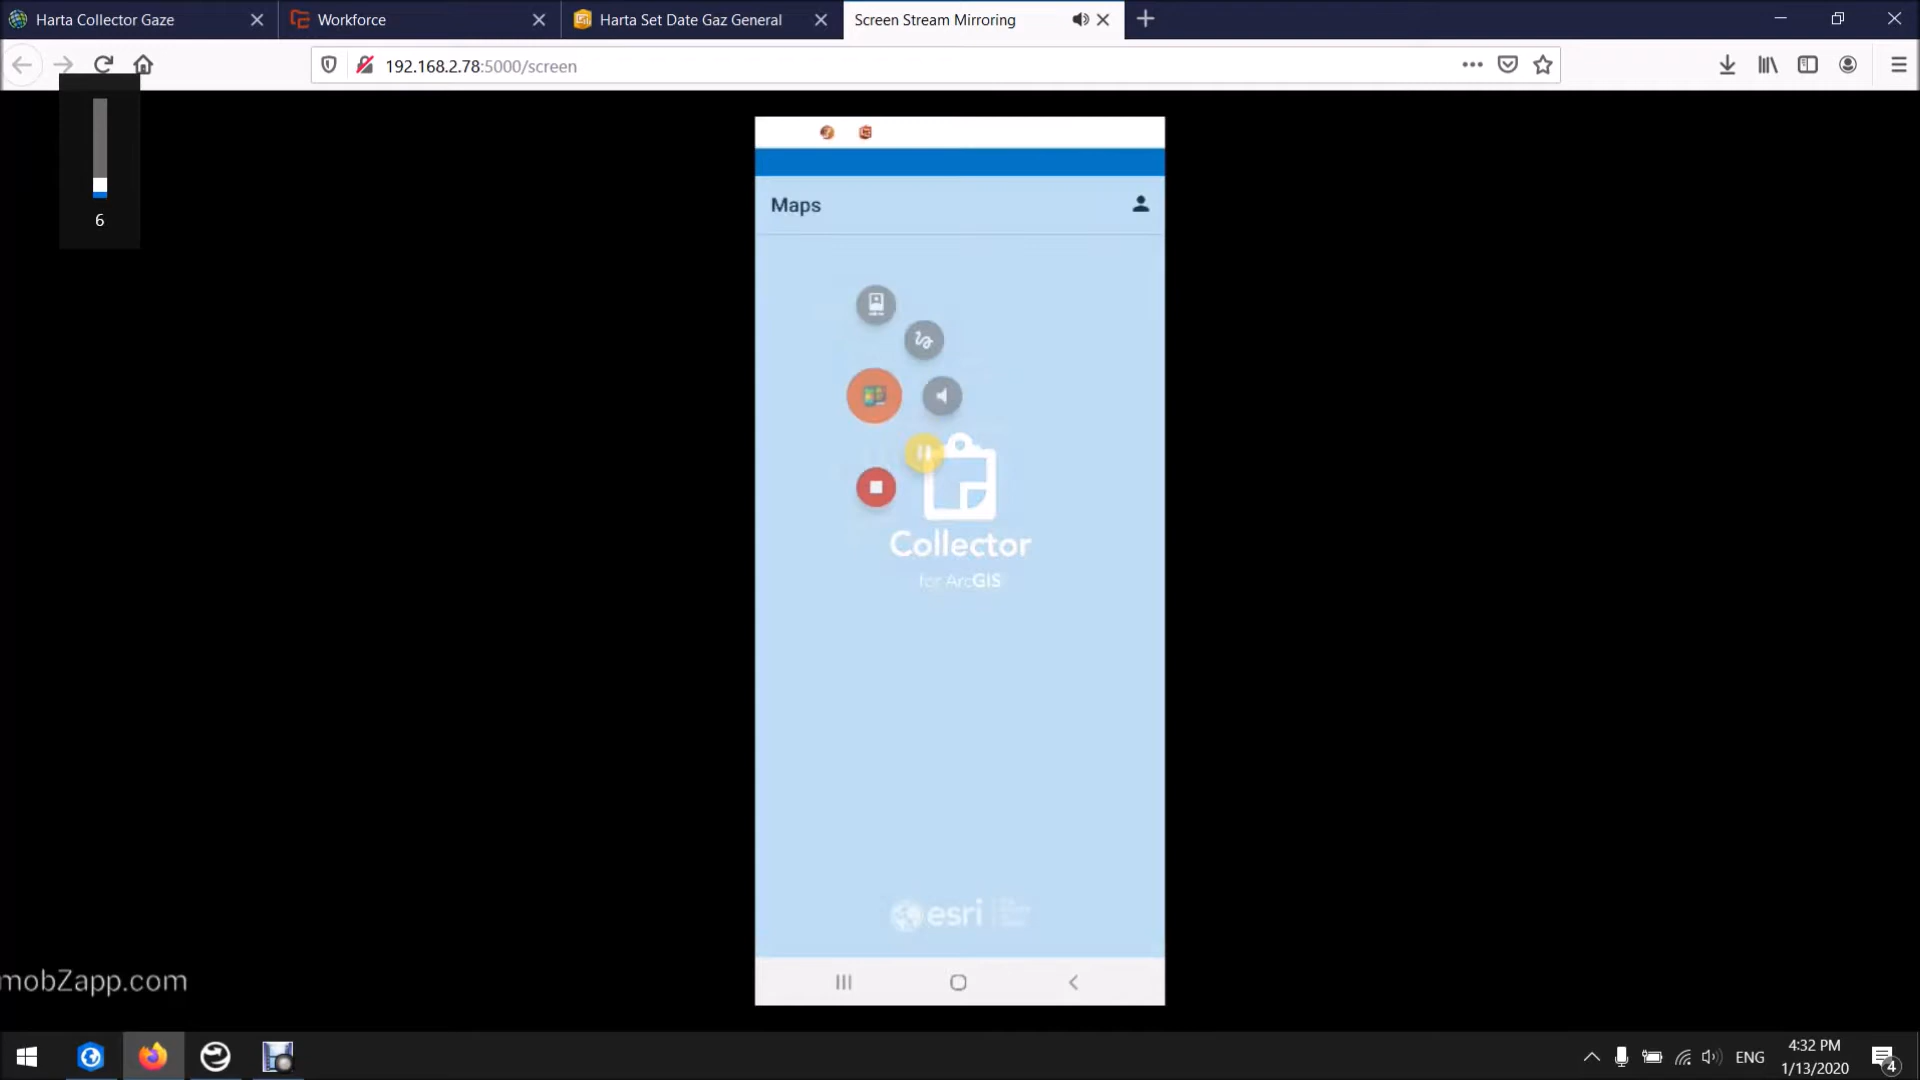 Harta Collector Gaze
Workforce
Harta Set Date Gaz General
Screen Stream Mirroring
192.168.2.78:5000/screen
6
Maps
Collector
for ArcGIS
esri
mobZapp.com
ENG
4:32 PM
1/13/2020
4